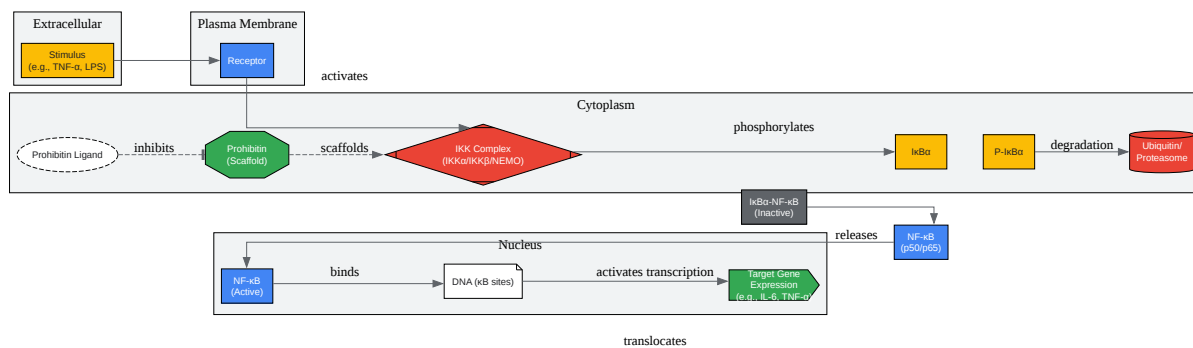 Extracellular
Plasma Membrane
Stimulus
(e.g., TNF-α, LPS)
Receptor
activates
Cytoplasm
Prohibitin Ligand
inhibits
Prohibitin
(Scaffold)
scaffolds
IKK Complex
(IKKα/IKKβ/NEMO)
phosphorylates
IκBα
P-IκBα
degradation
Ubiquitin/
Proteasome
IκBα-NF-κB
(Inactive)
releases
NF-κB
(p50/p65)
Nucleus
NF-κB
(Active)
binds
DNA (κB sites)
activates transcription
Target Gene
Expression
(e.g., IL-6, TNF-α)
translocates